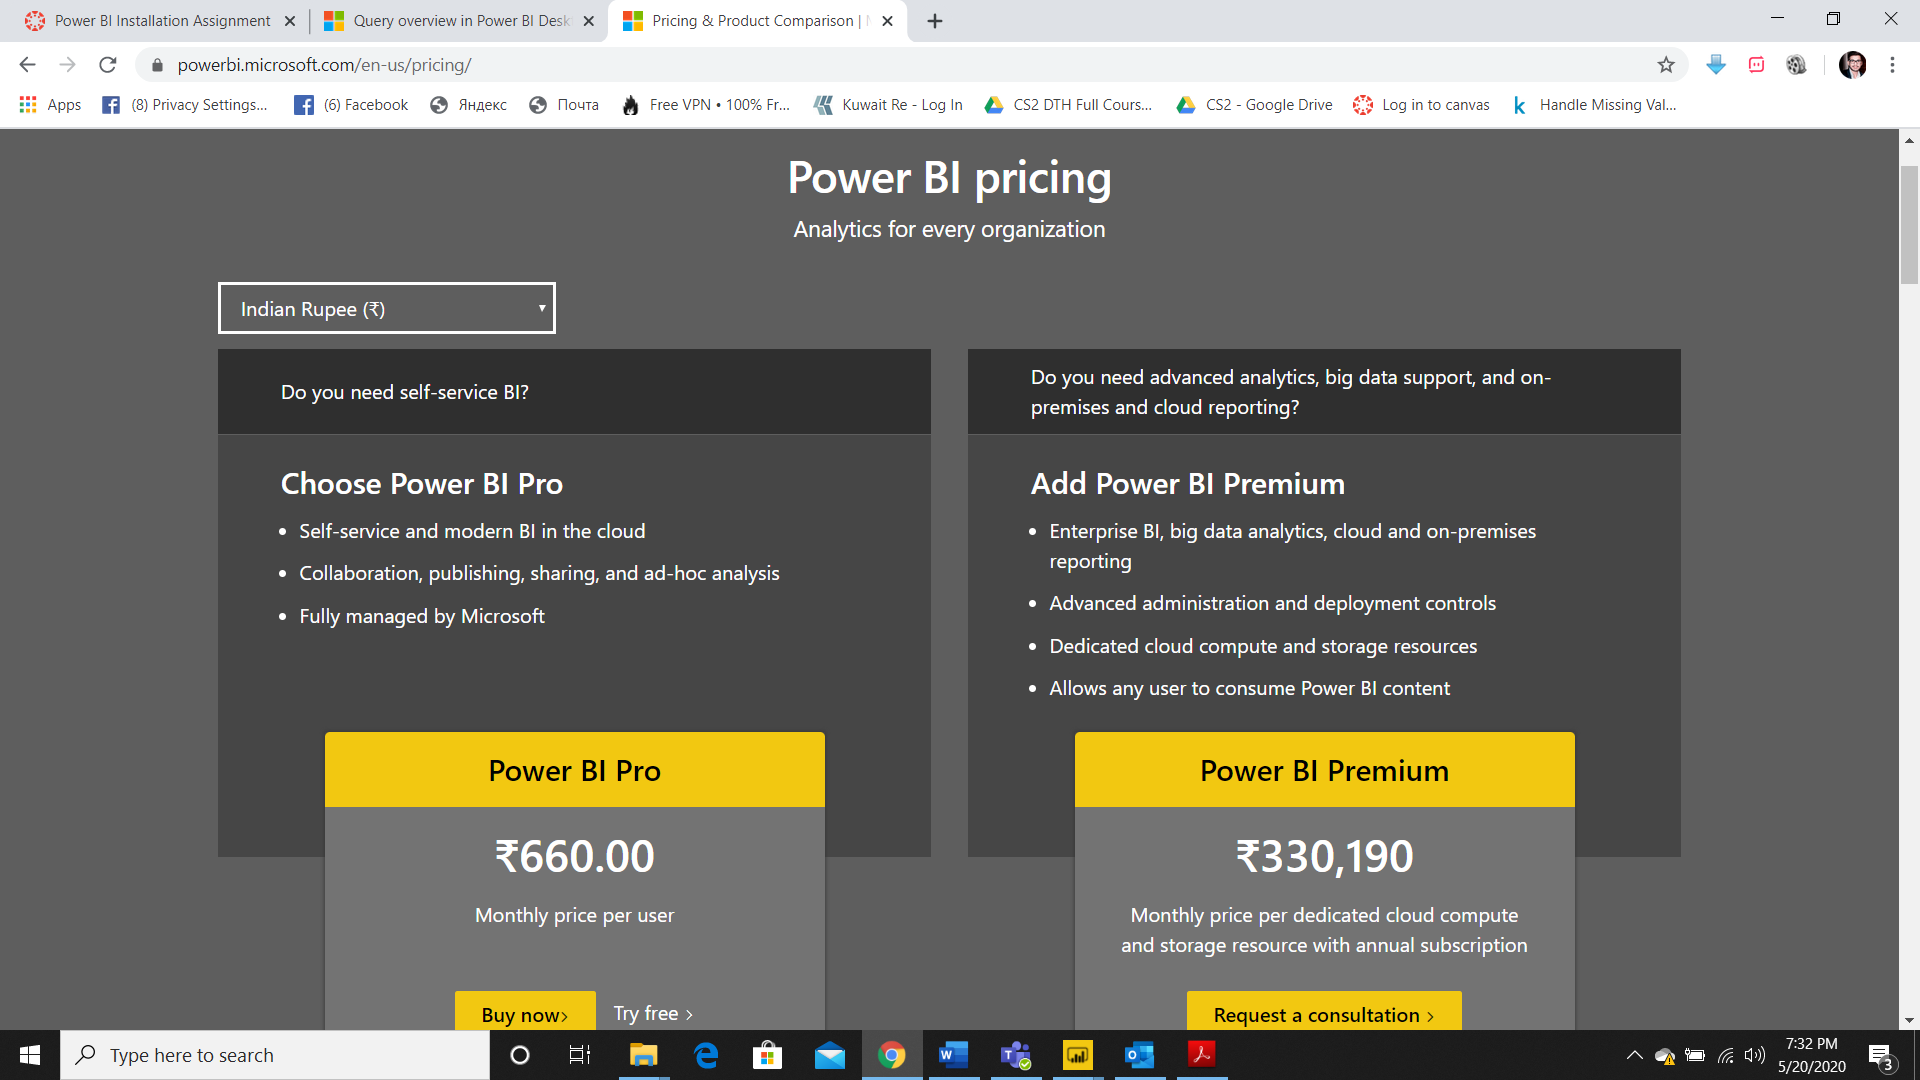 Power BI Installation Assignment
Query overview in Power BI Desk
Pricing & Product Comparison |
powerbi.microsoft.com/en-us/pricing/
Apps
(8) Privacy Settings...
(6) Facebook
Яндекс
Почта
Free VPN • 100% Fr...
Kuwait Re - Log In
CS2 DTH Full Cours...
CS2 - Google Drive
Log in to canvas
Handle Missing Val...
Power BI pricing
Analytics for every organization
Indian Rupee (₹)
Do you need self-service BI?
Choose Power BI Pro
• Self-service and modern BI in the cloud
• Collaboration, publishing, sharing, and ad-hoc analysis
• Fully managed by Microsoft
Power BI Pro
₹660.00
Monthly price per user
Buy now›
Try free ›
Do you need advanced analytics, big data support, and on-
premises and cloud reporting?
Add Power BI Premium
• Enterprise BI, big data analytics, cloud and on-premises
reporting
• Advanced administration and deployment controls
• Dedicated cloud compute and storage resources
• Allows any user to consume Power BI content
Power BI Premium
₹330,190
Monthly price per dedicated cloud compute
and storage resource with annual subscription
Request a consultation ›
Type here to search
7:32 PM
5/20/2020
3